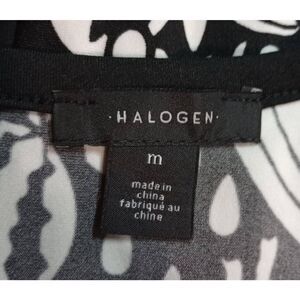 ·HALOGEN·
m
made in
china
fabriqué au
chine